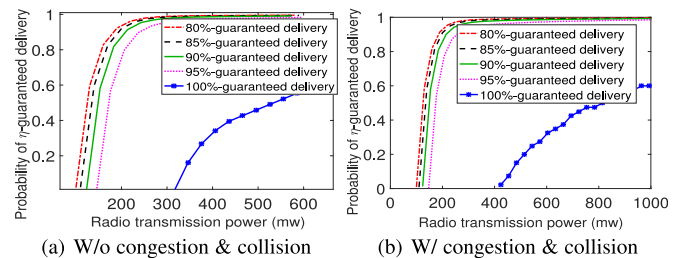 Probability of η-guaranteed delivery
1
0.8
0.6
0.4
0.2
80%-guaranteed delivery
85%-guaranteed delivery
90%-guaranteed delivery
95%-guaranteed delivery
100%-guaranteed delivery
200 300 400 500 600
Radio transmission power (mw)
(a) W/o congestion & collision
Probability of η-guaranteed delivery
1
0.8
0.6
0.4
0.2
0
80%-guaranteed delivery
85%-guaranteed delivery
90%-guaranteed delivery
95%-guaranteed delivery
100%-guaranteed delivery
0 200 400 600 800 1000
Radio transmission power (mw)
(b) W/ congestion & collision